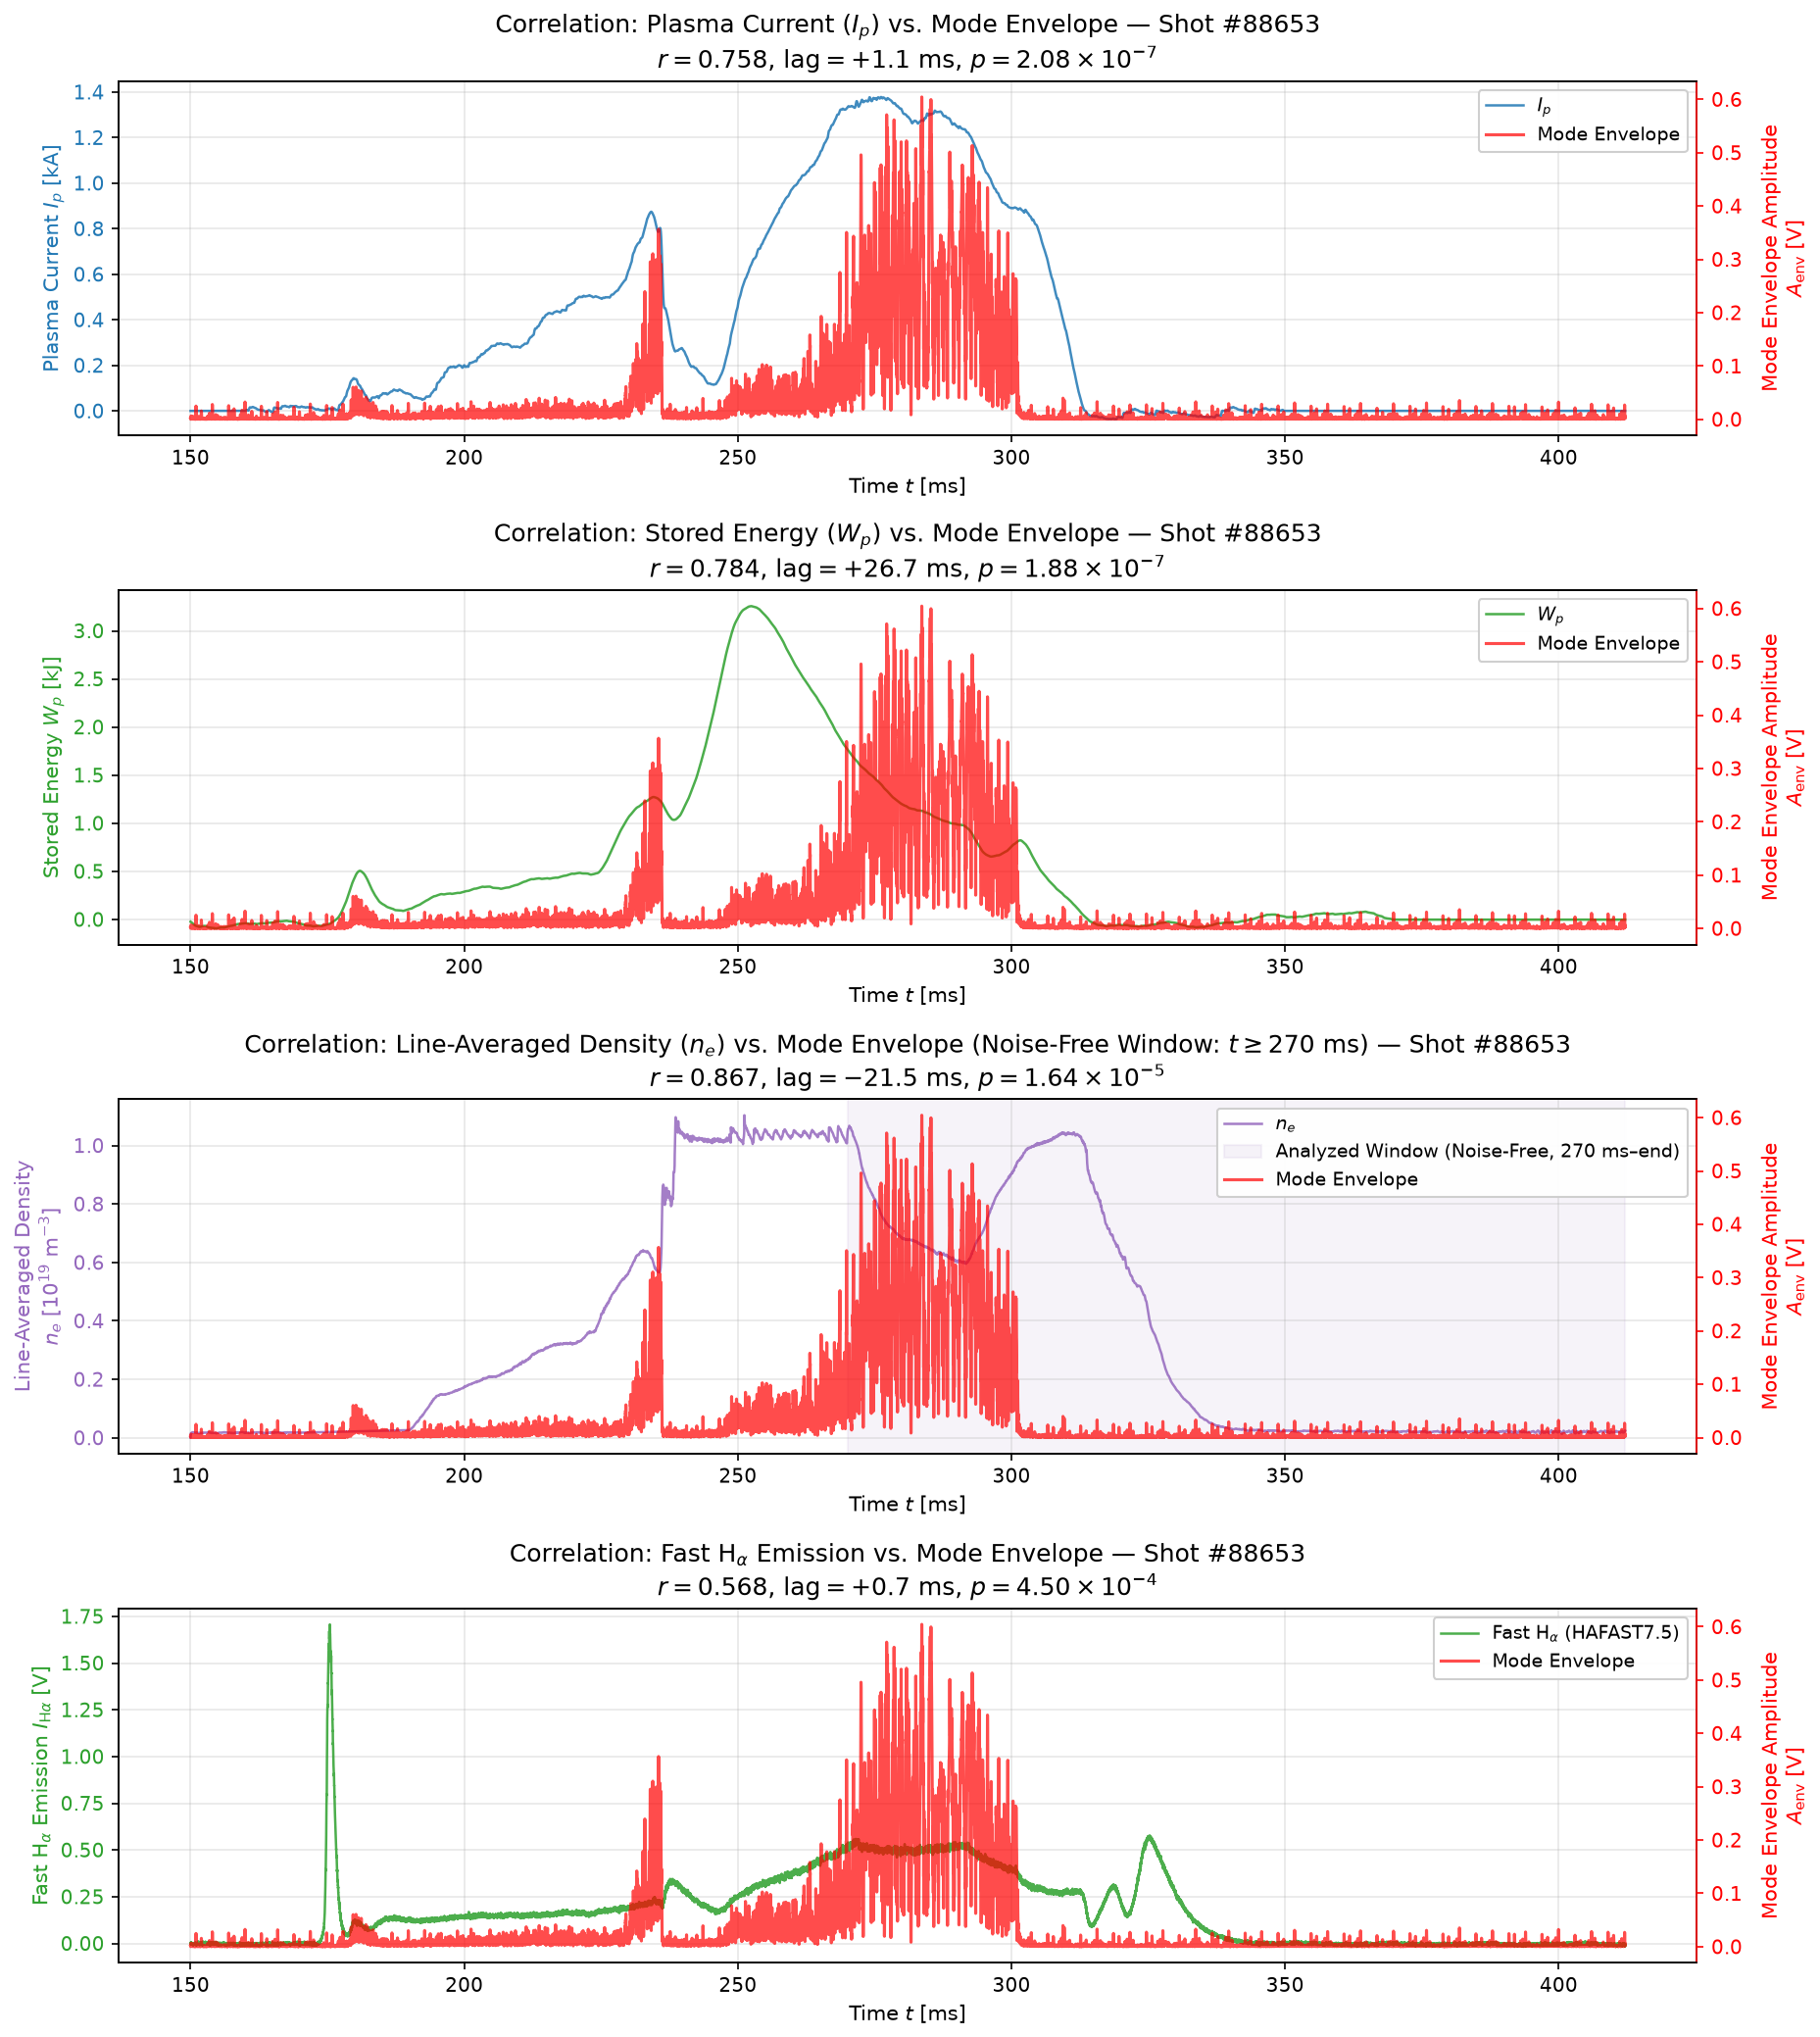 Correlation: Plasma Current (I_p) vs. Mode Envelope — Shot #88653
r = 0.758, lag = +1.1 ms, p = 2.08 × 10⁻⁷
Plasma Current I_p [kA]
1.4
1.2
1.0
0.8
0.6
0.4
0.2
0.0
I_p
Mode Envelope
0.6
0.5
0.4
0.3
0.2
0.1
0.0
Mode Envelope Amplitude
A_env [V]
150 200 250 300 350 400
Time t [ms]
Correlation: Stored Energy (W_p) vs. Mode Envelope — Shot #88653
r = 0.784, lag = +26.7 ms, p = 1.88 × 10⁻⁷
Stored Energy W_p [kJ]
3.0
2.5
2.0
1.5
1.0
0.5
0.0
W_p
Mode Envelope
0.6
0.5
0.4
0.3
0.2
0.1
0.0
Mode Envelope Amplitude
A_env [V]
150 200 250 300 350 400
Time t [ms]
Correlation: Line-Averaged Density (n_e) vs. Mode Envelope (Noise-Free Window: t ≥ 270 ms) — Shot #88653
r = 0.867, lag = −21.5 ms, p = 1.64 × 10⁻⁵
Line-Averaged Density
n_e [10¹⁹ m⁻³]
1.0
0.8
0.6
0.4
0.2
0.0
n_e
Analyzed Window (Noise-Free, 270 ms–end)
Mode Envelope
0.6
0.5
0.4
0.3
0.2
0.1
0.0
Mode Envelope Amplitude
A_env [V]
150 200 250 300 350 400
Time t [ms]
Correlation: Fast H_α Emission vs. Mode Envelope — Shot #88653
r = 0.568, lag = +0.7 ms, p = 4.50 × 10⁻⁴
Fast H_α Emission I_Hα [V]
1.75
1.50
1.25
1.00
0.75
0.50
0.25
0.00
Fast H_α (HAFAST7.5)
Mode Envelope
0.6
0.5
0.4
0.3
0.2
0.1
0.0
Mode Envelope Amplitude
A_env [V]
150 200 250 300 350 400
Time t [ms]